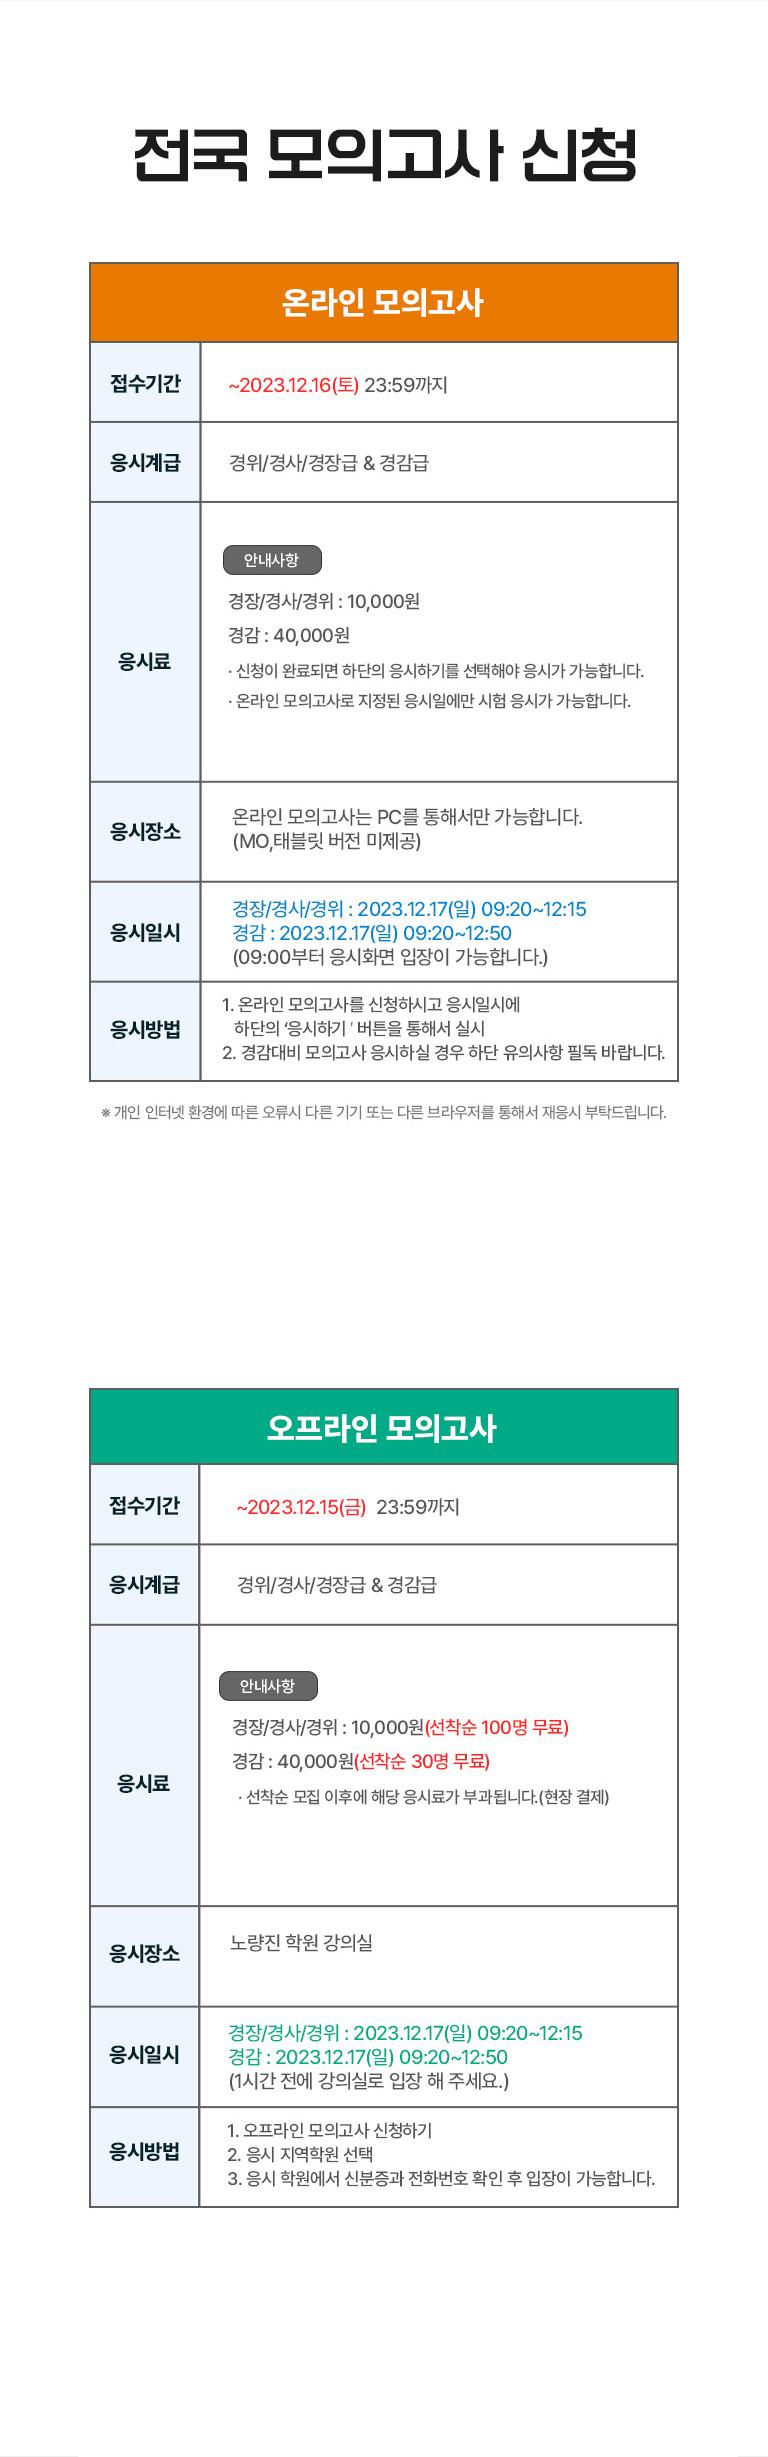 전국 모의고사 신청
온라인 모의고사
접수기간
~2023.12.16(토) 23:59까지
응시계급
경위/경사/경장급 & 경감급
응시료
안내사항
경장/경사/경위 : 10,000원
경감 : 40,000원
· 신청이 완료되면 하단의 응시하기를 선택해야 응시가 가능합니다.
· 온라인 모의고사로 지정된 응시일에만 시험 응시가 가능합니다.
응시장소
온라인 모의고사는 PC를 통해서만 가능합니다.
(MO,태블릿 버전 미제공)
응시일시
경장/경사/경위 : 2023.12.17(일) 09:20~12:15
경감 : 2023.12.17(일) 09:20~12:50
(09:00부터 응시화면 입장이 가능합니다.)
응시방법
1. 온라인 모의고사를 신청하시고 응시일시에
하단의 ‘응시하기 ’ 버튼을 통해서 실시
2. 경감대비 모의고사 응시하실 경우 하단 유의사항 필독 바랍니다.
※ 개인 인터넷 환경에 따른 오류시 다른 기기 또는 다른 브라우저를 통해서 재응시 부탁드립니다.
오프라인 모의고사
접수기간
~2023.12.15(금) 23:59까지
응시계급
경위/경사/경장급 & 경감급
응시료
안내사항
경장/경사/경위 : 10,000원(선착순 100명 무료)
경감 : 40,000원(선착순 30명 무료)
· 선착순 모집 이후에 해당 응시료가 부과됩니다.(현장 결제)
응시장소
노량진 학원 강의실
응시일시
경장/경사/경위 : 2023.12.17(일) 09:20~12:15
경감 : 2023.12.17(일) 09:20~12:50
(1시간 전에 강의실로 입장 해 주세요.)
응시방법
1. 오프라인 모의고사 신청하기
2. 응시 지역학원 선택
3. 응시 학원에서 신분증과 전화번호 확인 후 입장이 가능합니다.